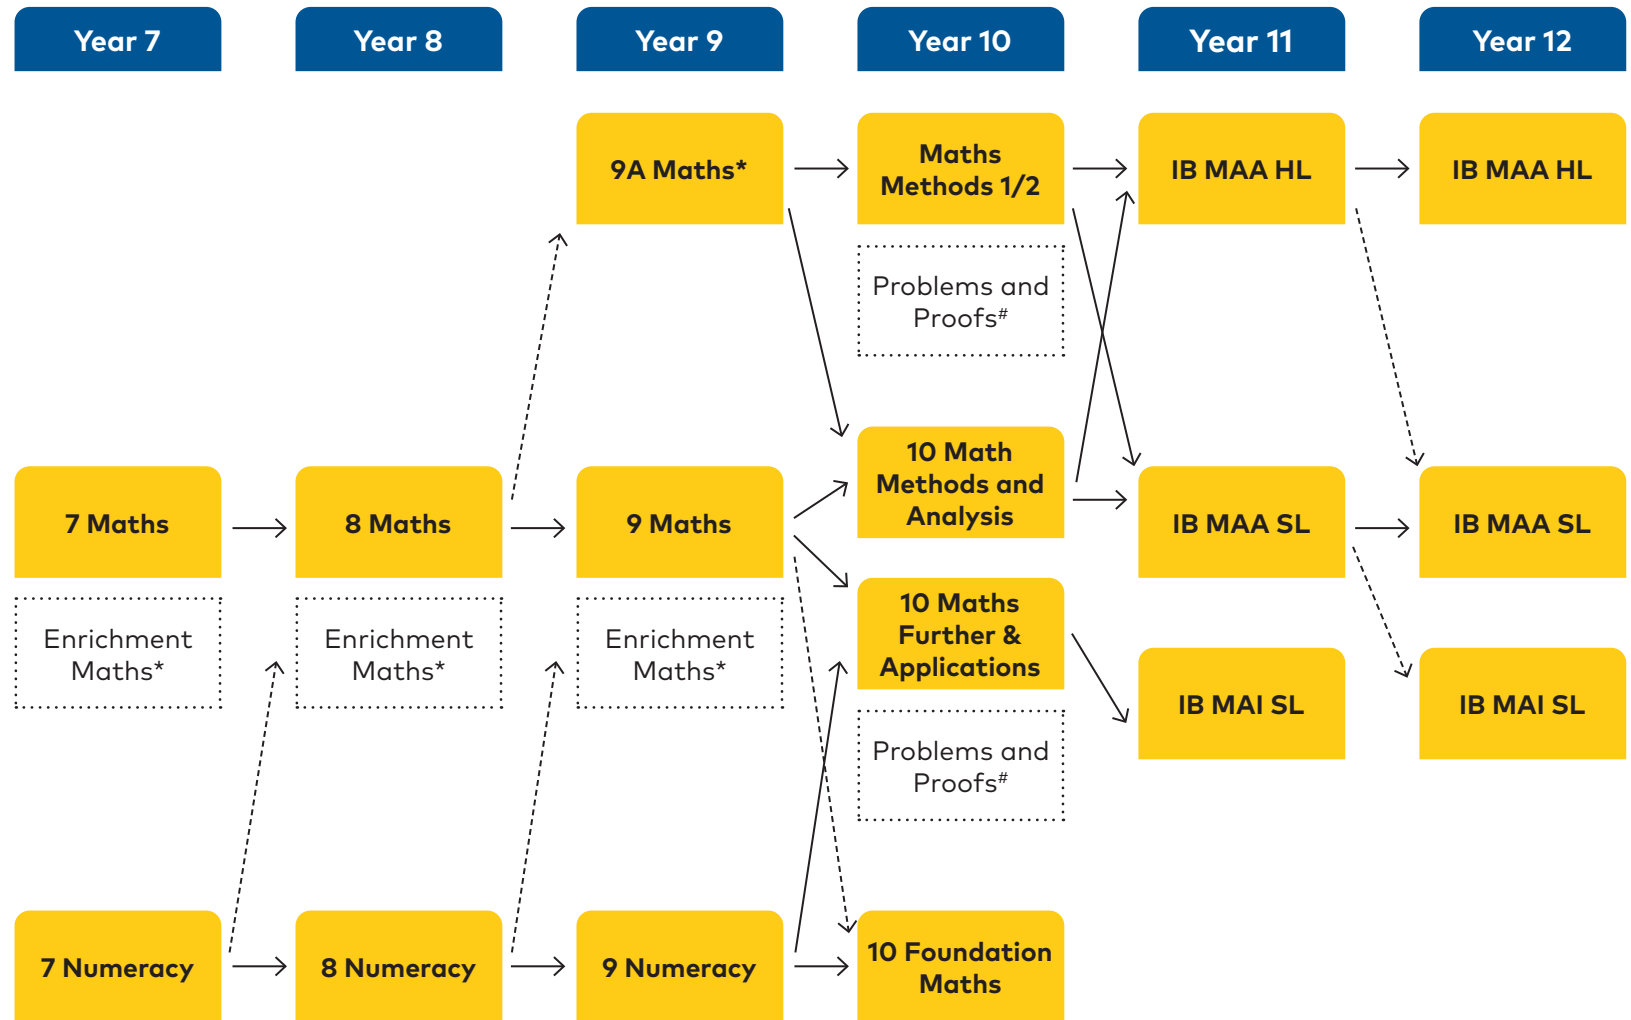 Year 7
Year 8
Year 9
Year 10
Year 11
Year 12
9A Maths*
Maths
Methods 1/2
IB MAA HL
IB MAA HL
Problems and
Proofs#
7 Maths
8 Maths
9 Maths
10 Math
Methods and
Analysis
IB MAA SL
IB MAA SL
Enrichment
Maths*
Enrichment
Maths*
Enrichment
Maths*
10 Maths
Further &
Applications
IB MAI SL
IB MAI SL
Problems and
Proofs#
7 Numeracy
8 Numeracy
9 Numeracy
10 Foundation
Maths